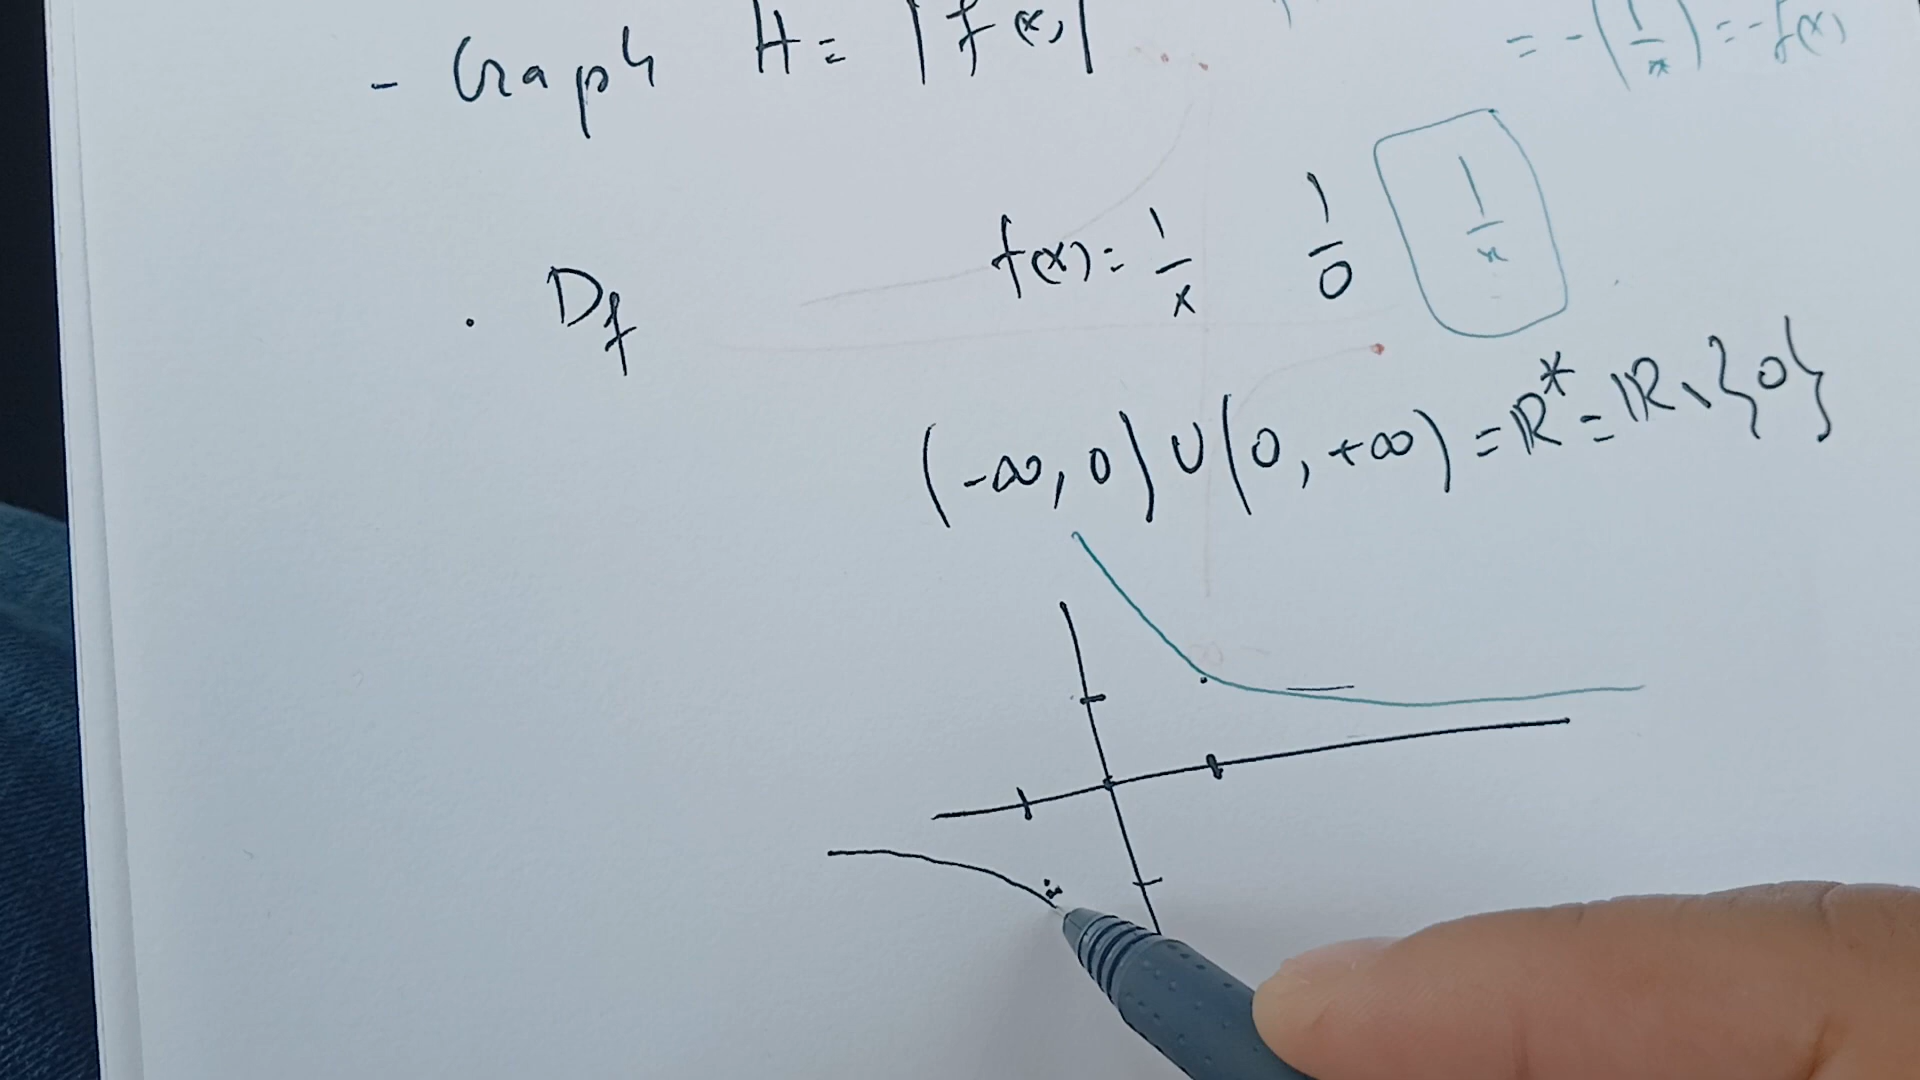 - Graph H = |f(x)|
= -(1/x) = -f(x)
f(x) = 1/x 1/0 1/x
. Df
(-∞, 0) ∪ (0, +∞) = ℝ* = ℝ \ {0}